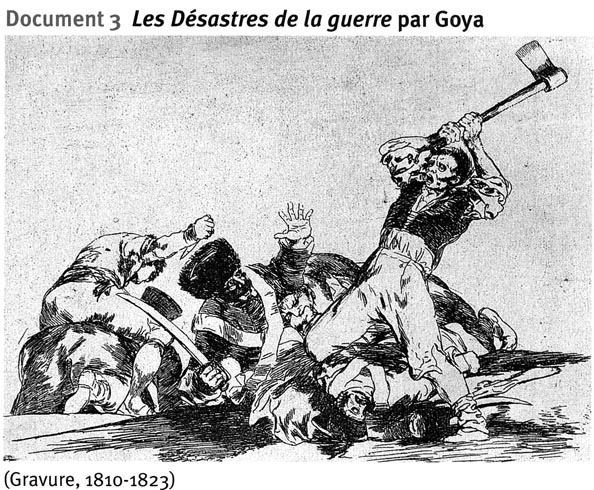 Document 3 Les Désastres de la guerre par Goya
(Gravure, 1810-1823)